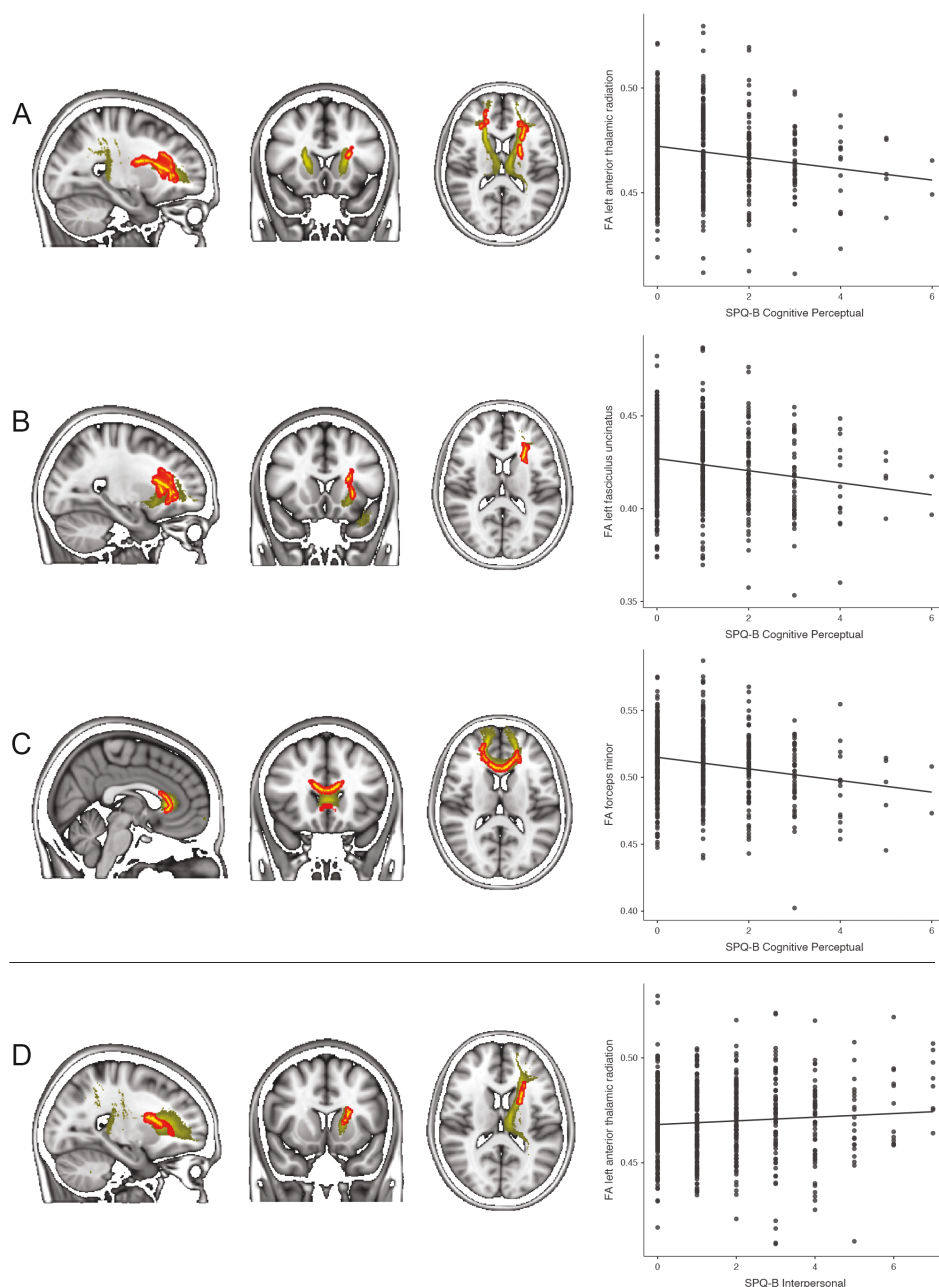 A
FA left anterior thalamic radiation
0.50
0.45
0
2
4
6
SPQ-B Cognitive Perceptual
B
FA left fasciculus uncinatus
0.45
0.40
0.35
0
2
4
6
SPQ-B Cognitive Perceptual
C
FA forceps minor
0.55
0.50
0.45
0.40
0
2
4
6
SPQ-B Cognitive Perceptual
D
FA left anterior thalamic radiation
0.50
0.45
0
2
4
6
SPQ-B Interpersonal